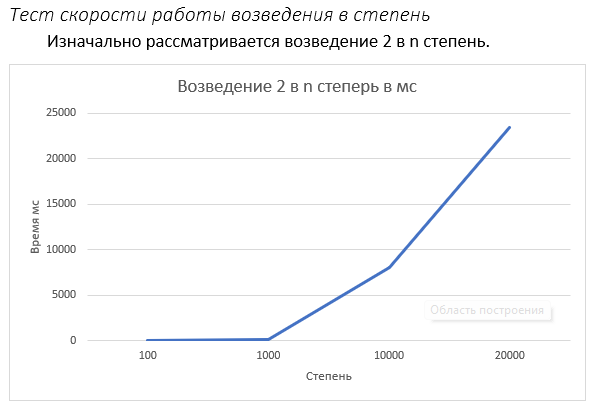 Тест скорости работы возведения в степень
Изначально рассматривается возведение 2 в n степень.
Возведение 2 в n степерь в мс
25000
20000
15000
10000
5000
0
Время мс
Область построения
100 1000 10000 20000
Степень